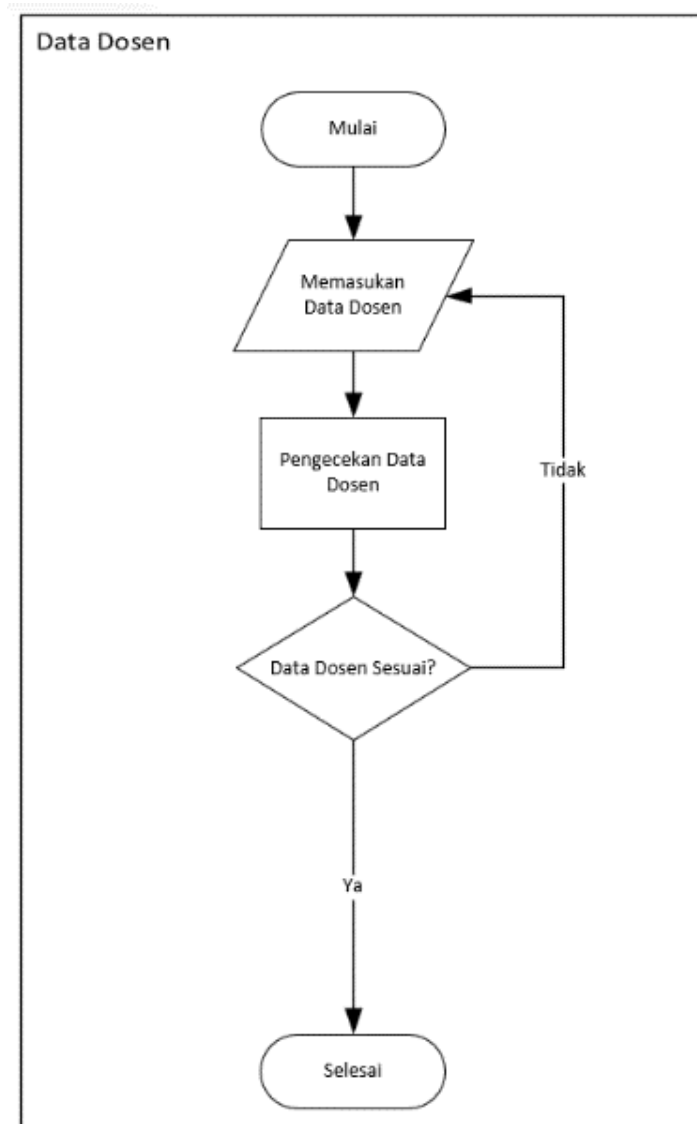 Data Dosen
Mulai
Memasukan
Data Dosen
Pengecekan Data
Dosen
Tidak
Data Dosen Sesuai?
Ya
Selesai